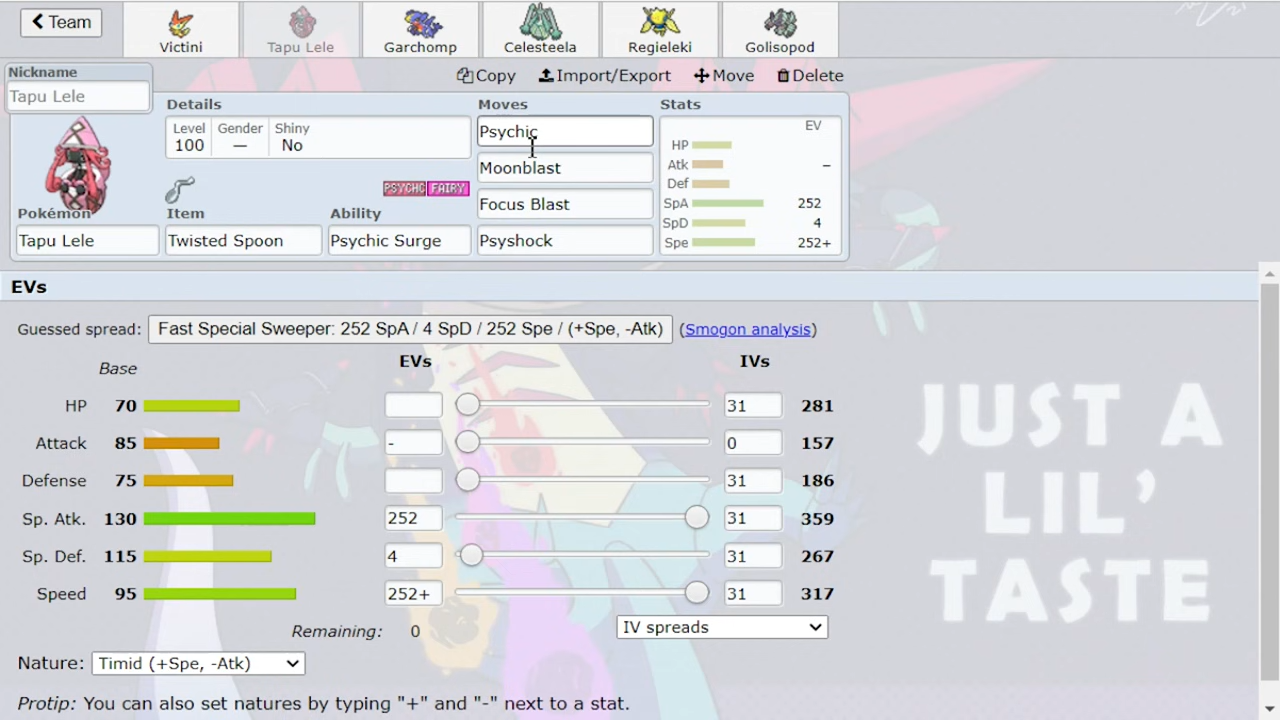 Team
Victini
Tapu Lele
Garchomp
Celesteela
Regieleki
Golisopod
Nickname
Tapu Lele
Copy
Import/Export
Move
Delete
Details
Level
100
Gender
—
Shiny
No
PSYCHC
FAIRY
Pokémon
Tapu Lele
Item
Twisted Spoon
Ability
Psychic Surge
Moves
Psychic
Moonblast
Focus Blast
Psyshock
Stats
EV
HP
Atk –
Def
SpA 252
SpD 4
Spe 252+
EVs
Guessed spread: Fast Special Sweeper: 252 SpA / 4 SpD / 252 Spe / (+Spe, -Atk) (Smogon analysis)
Base EVs IVs
HP 70 31 281
Attack 85 - 0 157
Defense 75 31 186
Sp. Atk. 130 252 31 359
Sp. Def. 115 4 31 267
Speed 95 252+ 31 317
Remaining: 0
IV spreads
Nature: Timid (+Spe, -Atk)
Protip: You can also set natures by typing "+" and "-" next to a stat.
JUST A
LIL'
TASTE